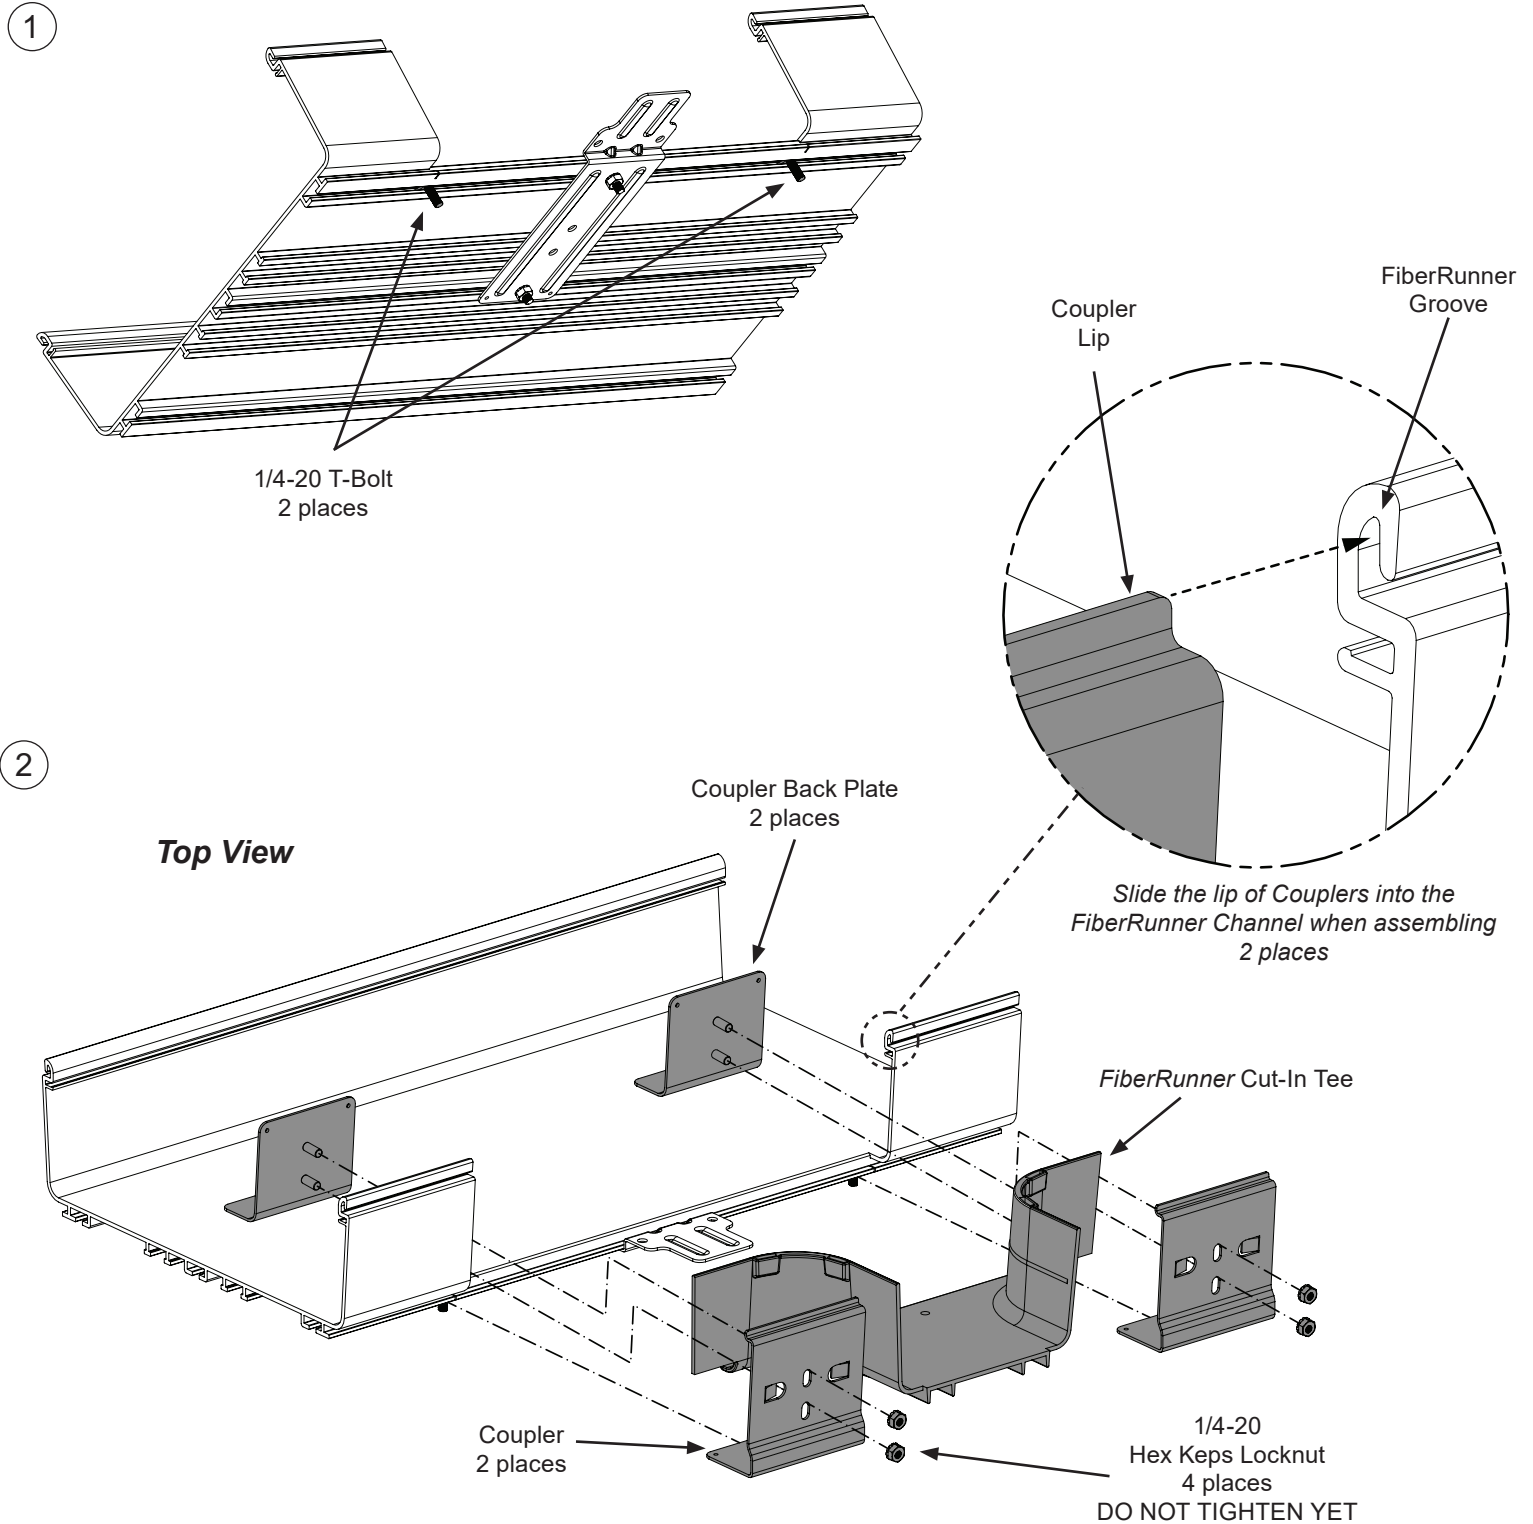 1
1/4-20 T-Bolt
2 places
Coupler
Lip
FiberRunner
Groove
Slide the lip of Couplers into the
FiberRunner Channel when assembling
2 places
2
Top View
Coupler Back Plate
2 places
FiberRunner Cut-In Tee
Coupler
2 places
1/4-20
Hex Keps Locknut
4 places
DO NOT TIGHTEN YET